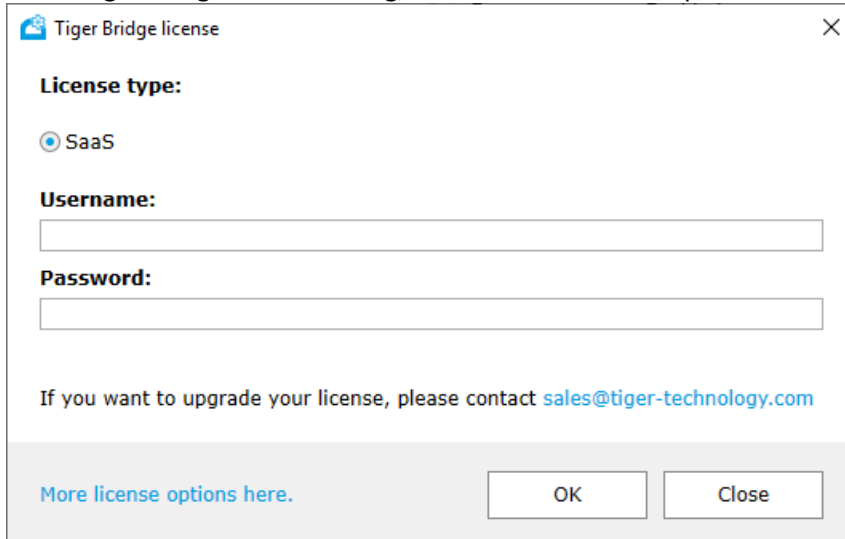 Tiger Bridge license
License type:
SaaS
Username:
Password:
If you want to upgrade your license, please contact sales@tiger-technology.com
More license options here.
OK
Close